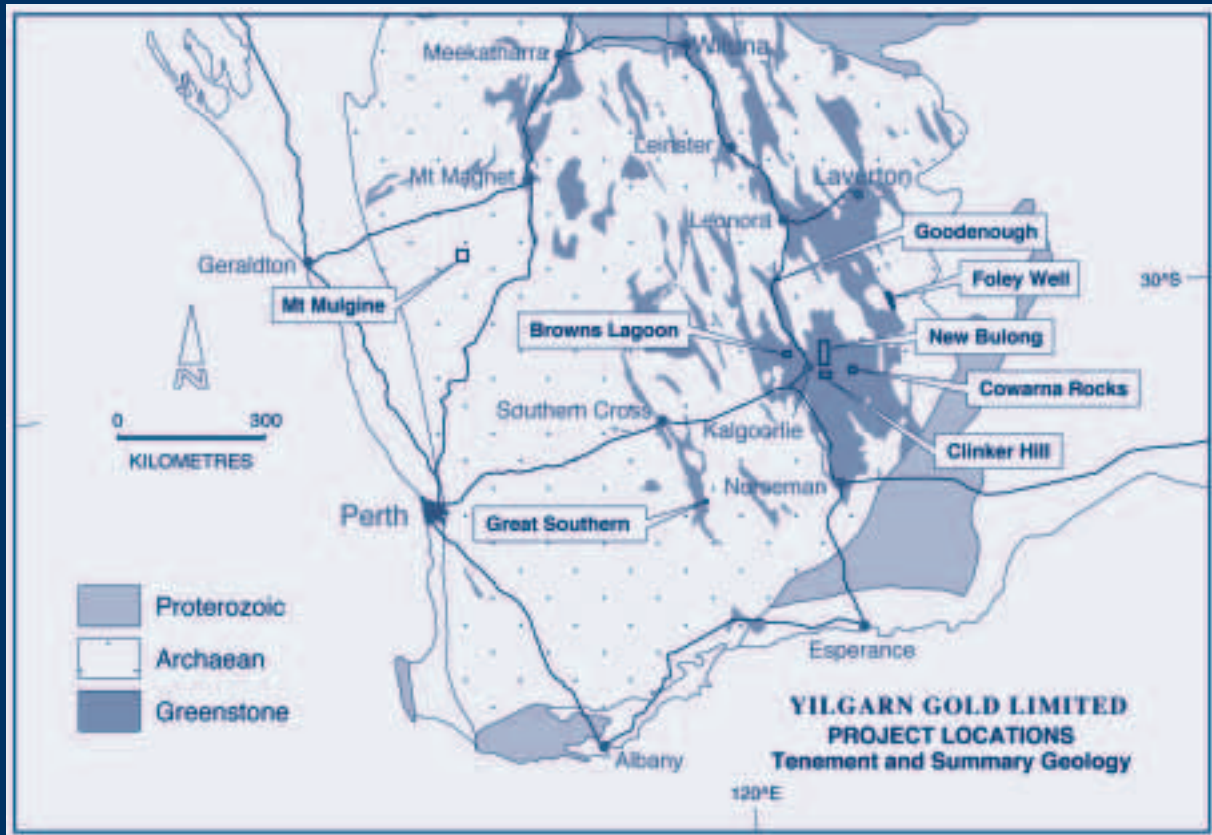 Meekatharra
Wiluna
Leinster
Mt Magnet
Laverton
Leonora
Goodenough
Geraldton
Foley Well
30°S
Mt Mulgine
Browns Lagoon
New Bulong
Cowarna Rocks
N
0 300
KILOMETRES
Southern Cross
Kalgoorlie
Clinker Hill
Norseman
Perth
Great Southern
Proterozoic
Archaean
Greenstone
Esperance
Albany
YILGARN GOLD LIMITED
PROJECT LOCATIONS
Tenement and Summary Geology
120°E